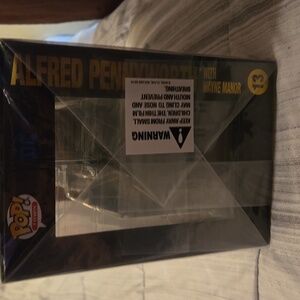 ALFRED PENNYWORTH
WITH
WAYNE MANOR
13
WARNING
KEEP AWAY FROM SMALL
CHILDREN. THE THIN FILM
MAY CLING TO NOSE AND
MOUTH AND PREVENT
BREATHING.
POP!